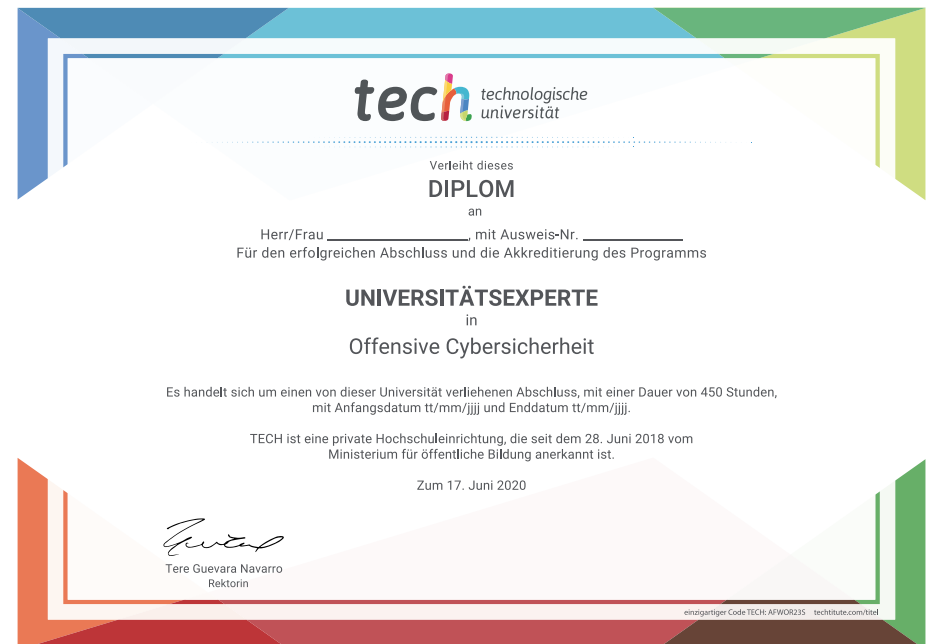 tech technologische
universität
Verleiht dieses
DIPLOM
an
Herr/Frau ____________, mit Ausweis-Nr. ____________
Für den erfolgreichen Abschluss und die Akkreditierung des Programms
UNIVERSITÄTSEXPERTE
in
Offensive Cybersicherheit
Es handelt sich um einen von dieser Universität verliehenen Abschluss, mit einer Dauer von 450 Stunden,
mit Anfangsdatum tt/mm/jjjj und Enddatum tt/mm/jjjj.
TECH ist eine private Hochschuleinrichtung, die seit dem 28. Juni 2018 vom
Ministerium für öffentliche Bildung anerkannt ist.
Zum 17. Juni 2020
Tere Guevara Navarro
Rektorin
einzigartiger Code TECH: AFWOR23S techtitute.com/titel